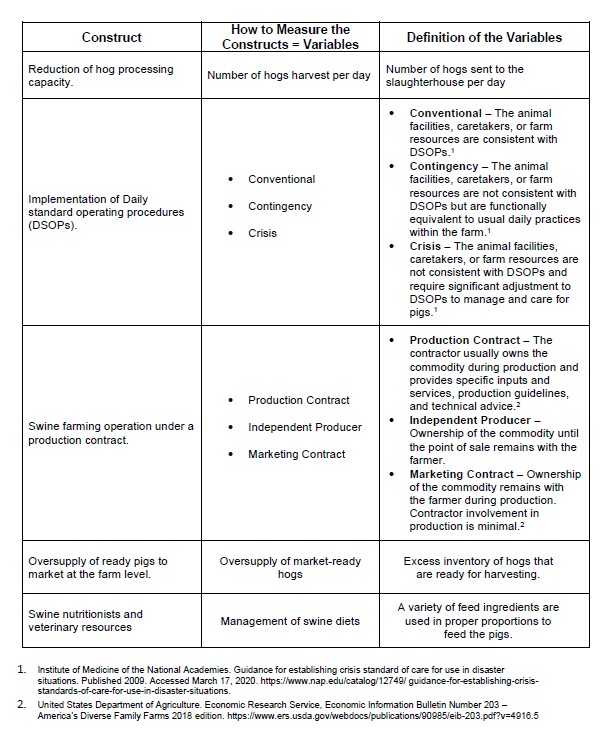 Construct
How to Measure the
Constructs = Variables
Definition of the Variables
Reduction of hog processing
capacity.
Number of hogs harvest per day
Number of hogs sent to the
slaughterhouse per day
Implementation of Daily
standard operating procedures
(DSOPs).
• Conventional
• Contingency
• Crisis
• Conventional – The animal
facilities, caretakers, or farm
resources are consistent with
DSOPs.1
• Contingency – The animal
facilities, caretakers, or farm
resources are not consistent with
DSOPs but are functionally
equivalent to usual daily practices
within the farm.1
• Crisis – The animal facilities,
caretakers, or farm resources are
not consistent with DSOPs and
require significant adjustment to
DSOPs to manage and care for
pigs.1
Swine farming operation under a
production contract.
• Production Contract
• Independent Producer
• Marketing Contract
• Production Contract – The
contractor usually owns the
commodity during production and
provides specific inputs and
services, production guidelines,
and technical advice.2
• Independent Producer –
Ownership of the commodity until
the point of sale remains with the
farmer.
• Marketing Contract – Ownership
of the commodity remains with
the farmer during production.
Contractor involvement in
production is minimal.2
Oversupply of ready pigs to
market at the farm level.
Oversupply of market-ready
hogs
Excess inventory of hogs that
are ready for harvesting.
Swine nutritionists and
veterinary resources
Management of swine diets
A variety of feed ingredients are
used in proper proportions to
feed the pigs.
1. Institute of Medicine of the National Academies. Guidance for establishing crisis standard of care for use in disaster
situations. Published 2009. Accessed March 17, 2020. https://www.nap.edu/catalog/12749/ guidance-for-establishing-crisis-
standards-of-care-for-use-in-disaster-situations.
2. United States Department of Agriculture. Economic Research Service, Economic Information Bulletin Number 203 –
America's Diverse Family Farms 2018 edition. https://www.ers.usda.gov/webdocs/publications/90985/eib-203.pdf?v=4916.5